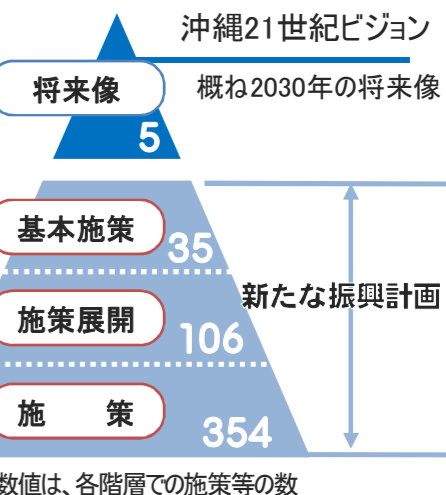 沖縄21世紀ビジョン
将来像
概ね2030年の将来像
5
基本施策
35
新たな振興計画
施策展開
106
施　　策
354
数値は、各階層での施策等の数